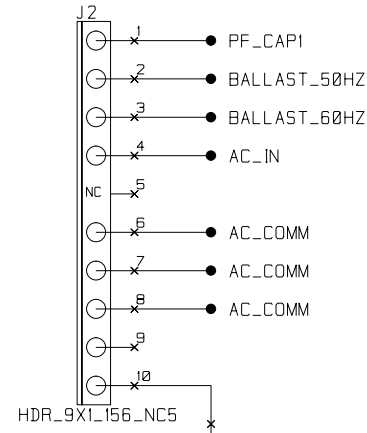 J2
1 PF_CAP1
2 BALLAST_50HZ
3 BALLAST_60HZ
4 AC_IN
NC 5
6 AC_COMM
7 AC_COMM
8 AC_COMM
9
10
HDR_9X1_156_NC5